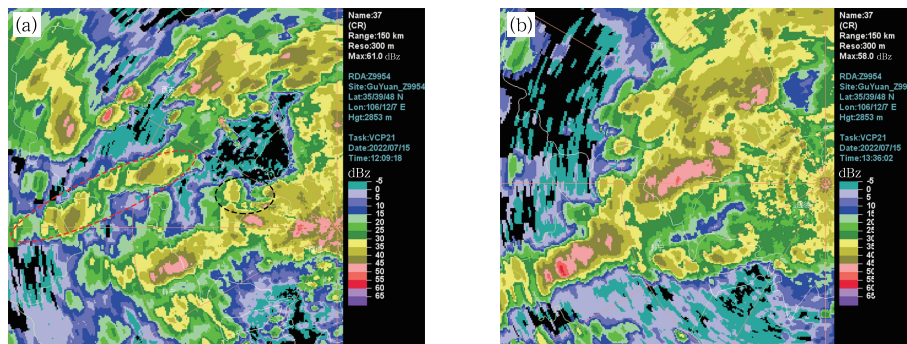 (a)
Name:37
(CR)
Range:150 km
Reso:300 m
Max:61.0 dBz
RDA:Z9954
Site:GuYuan_Z9954
Lat:35/39/48 N
Lon:106/12/7 E
Hgt:2853 m
Task:VCP21
Date:2022/07/15
Time:12:09:18
dBz
-5
0
5
10
15
20
25
30
35
40
45
50
55
60
65
(b)
Name:37
(CR)
Range:150 km
Reso:300 m
Max:58.0 dBz
RDA:Z9954
Site:GuYuan_Z99
Lat:35/39/48 N
Lon:106/12/7 E
Hgt:2853 m
Task:VCP21
Date:2022/07/15
Time:13:36:02
dBz
-5
0
5
10
15
20
25
30
35
40
45
50
55
60
65